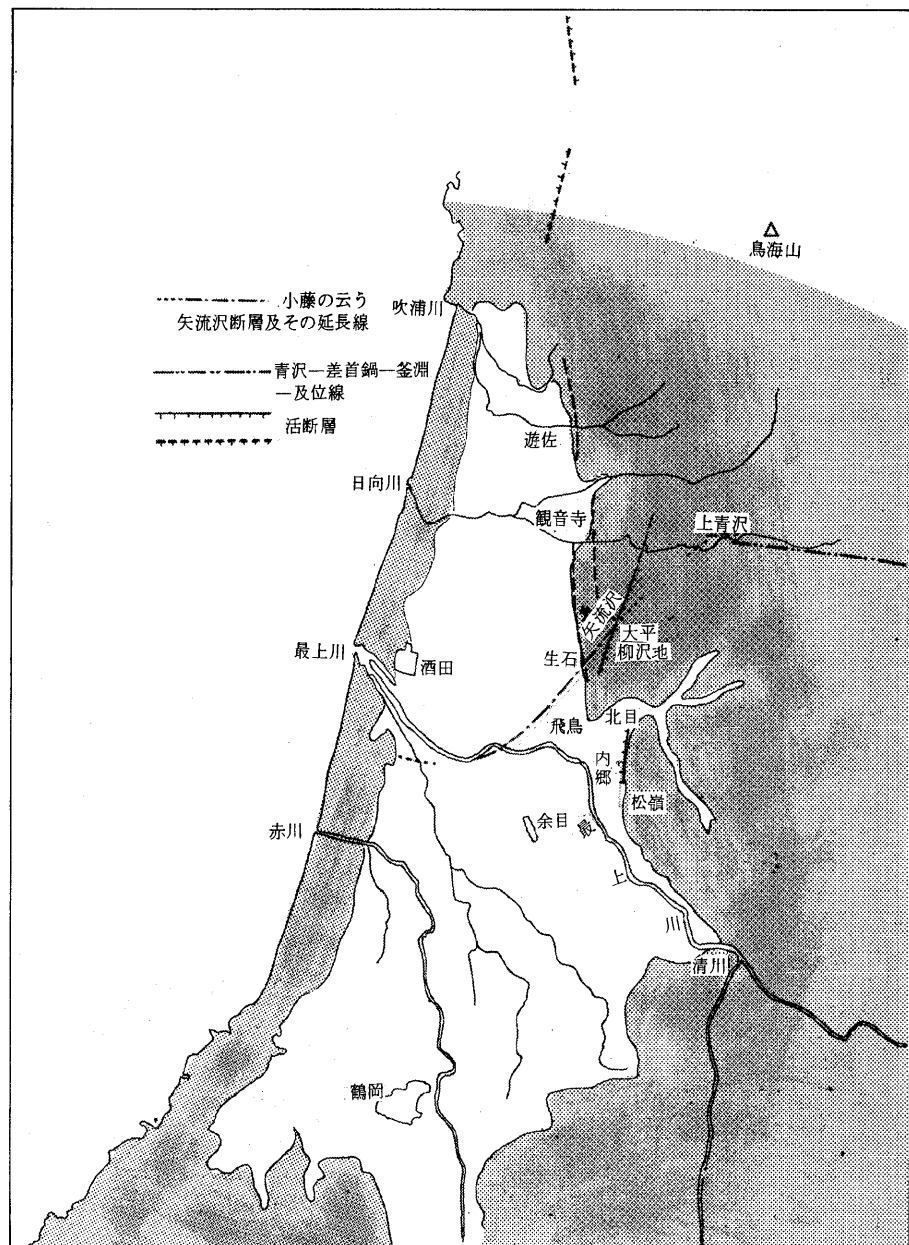 鳥海山
小藤の云う
矢流沢断層及その延長線
吹浦川
青沢—差首鍋—釜淵
—及位線
活断層
遊佐
日向川
観音寺
上青沢
矢流沢
大平
柳沢地
生石
最上川
酒田
北目
飛鳥
内郷
松嶺
余目
赤川
最上川
清川
鶴岡